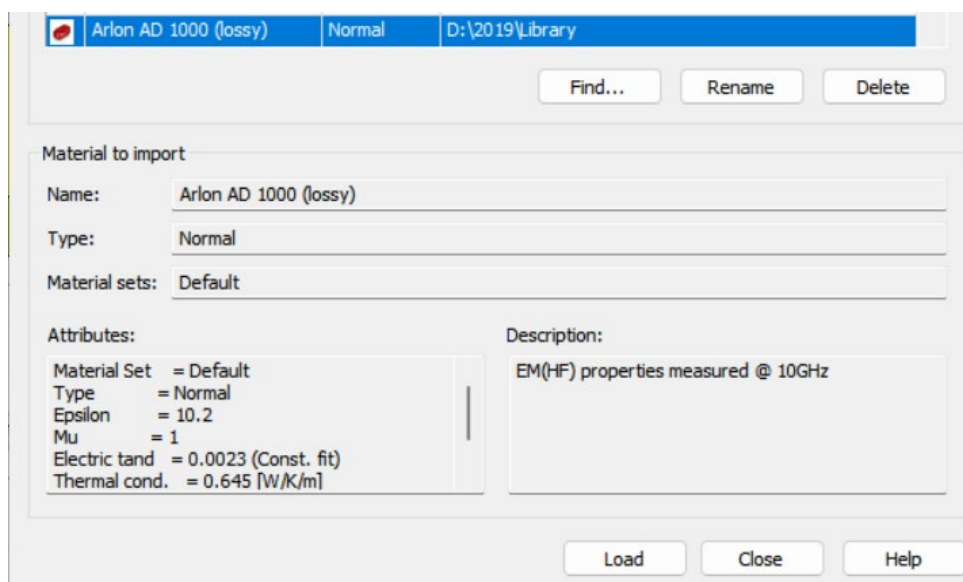 Arlon AD 1000 (lossy) Normal D:\2019\Library
Find... Rename Delete
Material to import
Name: Arlon AD 1000 (lossy)
Type: Normal
Material sets: Default
Attributes: Description:
Material Set = Default EM(HF) properties measured @ 10GHz
Type = Normal
Epsilon = 10.2
Mu = 1
Electric tand = 0.0023 (Const. fit)
Thermal cond. = 0.645 [W/K/m]
Load Close Help